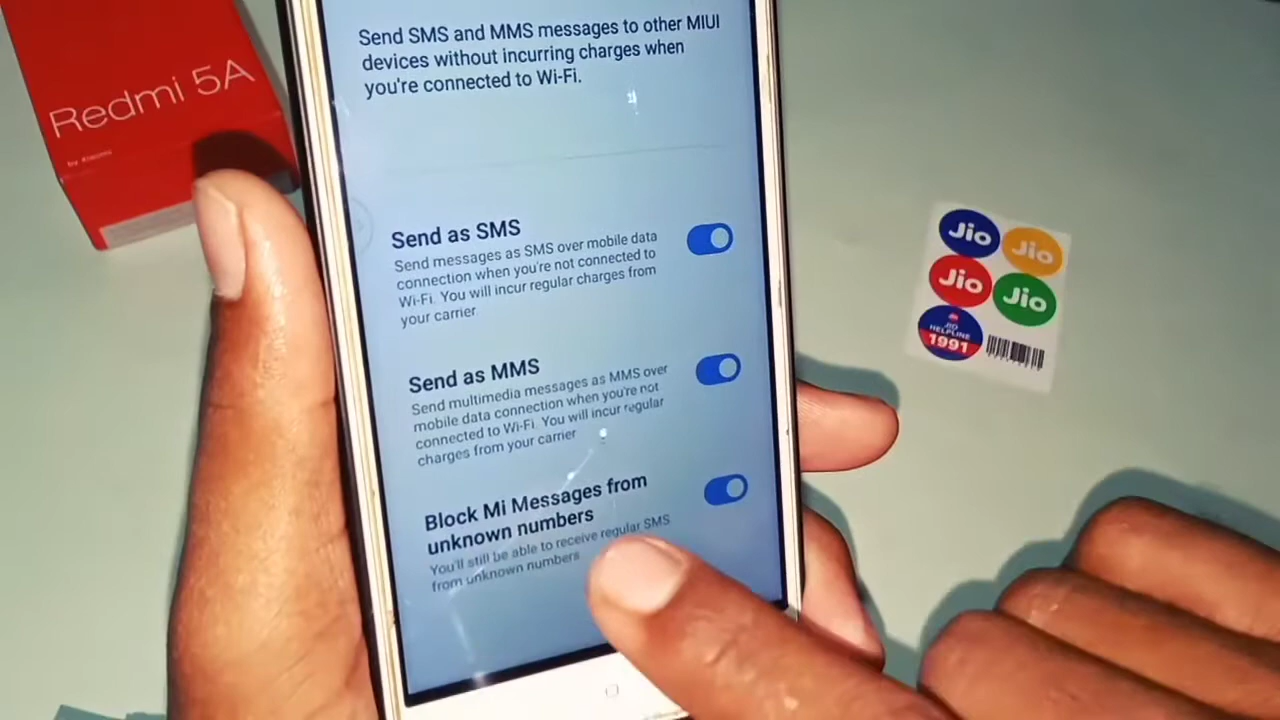 Redmi 5A
by Xiaomi
Send SMS and MMS messages to other MIUI
devices without incurring charges when
you're connected to Wi-Fi.
Send as SMS
Send messages as SMS over mobile data
connection when you're not connected to
Wi-Fi. You will incur regular charges from
your carrier
Send as MMS
Send multimedia messages as MMS over
mobile data connection when you're not
connected to Wi-Fi. You will incur regular
charges from your carrier
Block Mi Messages from
unknown numbers
You'll still be able to receive regular SMS
from unknown numbers
Jio
Jio
Jio
Jio
Jio
JIO
HELPLINE
1991